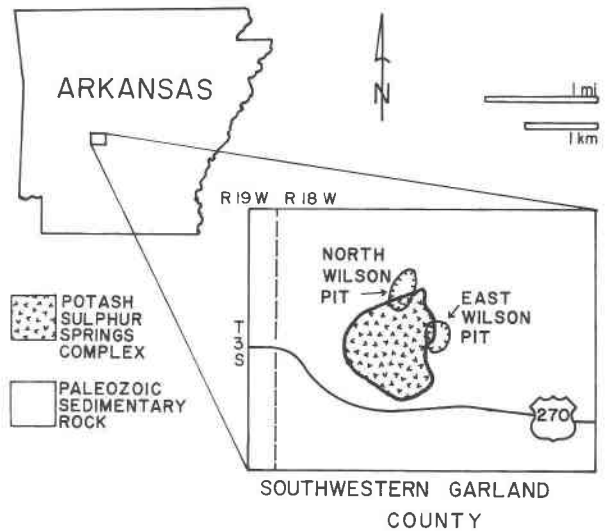 ARKANSAS
N
1 mi
1 km
R 19 W R 18 W
NORTH
WILSON
PIT
EAST
WILSON
PIT
T
3
S
270
POTASH
SULPHUR
SPRINGS
COMPLEX
PALEOZOIC
SEDIMENTARY
ROCK
SOUTHWESTERN GARLAND
COUNTY